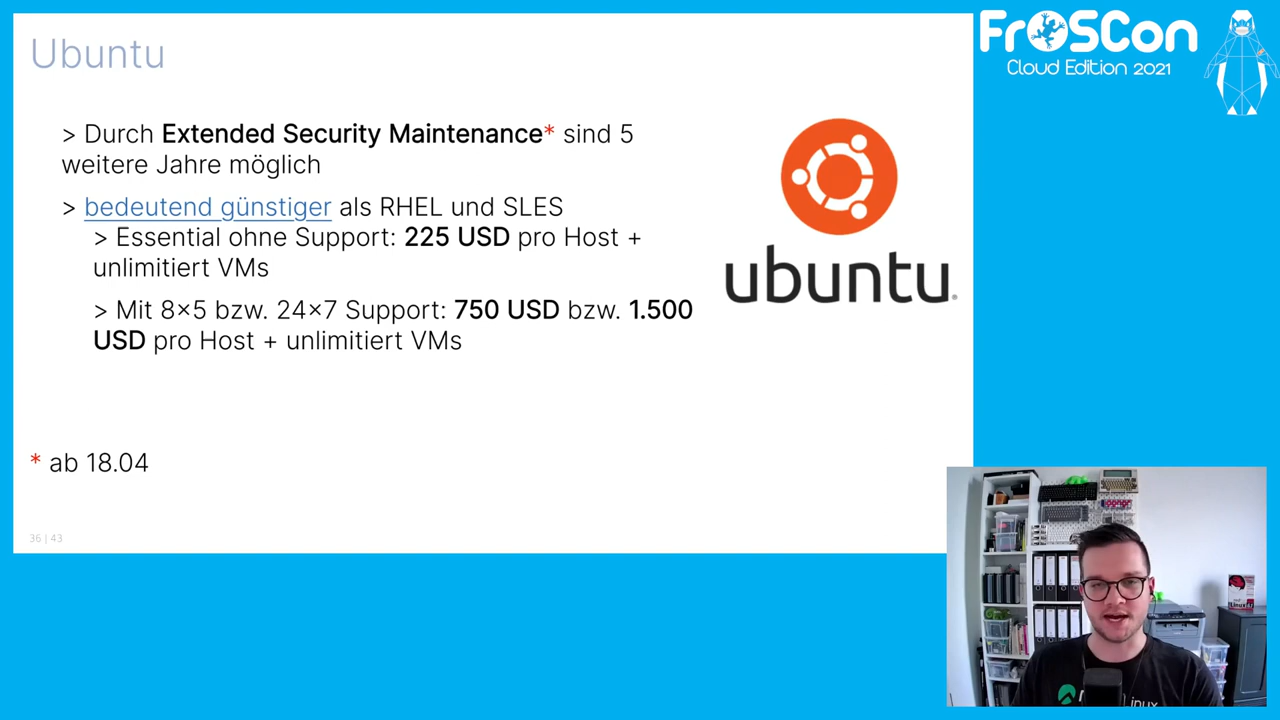 Ubuntu
FrOSCon
Cloud Edition 2021
> Durch Extended Security Maintenance* sind 5
weitere Jahre möglich
> bedeutend günstiger als RHEL und SLES
> Essential ohne Support: 225 USD pro Host +
unlimitiert VMs
> Mit 8×5 bzw. 24×7 Support: 750 USD bzw. 1.500
USD pro Host + unlimitiert VMs
ubuntu
* ab 18.04
36 | 43